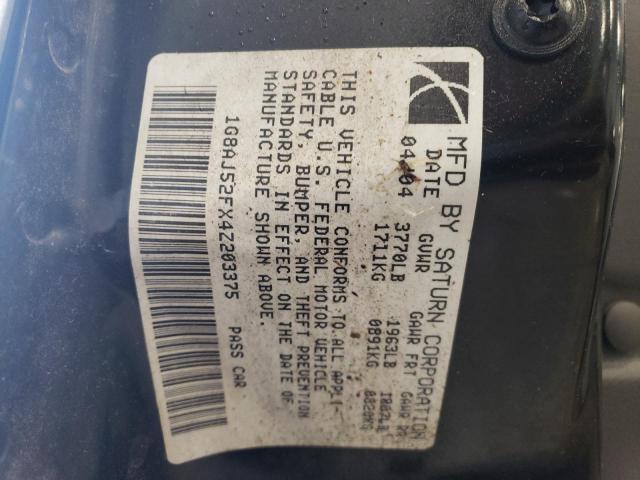 MFD BY SATURN CORPORATION
DATE GVWR GAWR FRT GAWR RR
04/04 3770LB 1963LB
1711KG 0891KG
THIS VEHICLE CONFORMS TO ALL APPLI-
CABLE U.S. FEDERAL MOTOR VEHICLE
SAFETY, BUMPER, AND THEFT PREVENTION
STANDARDS IN EFFECT ON THE DATE OF
MANUFACTURE SHOWN ABOVE.
1G8AJ52FX4Z203375 PASS CAR